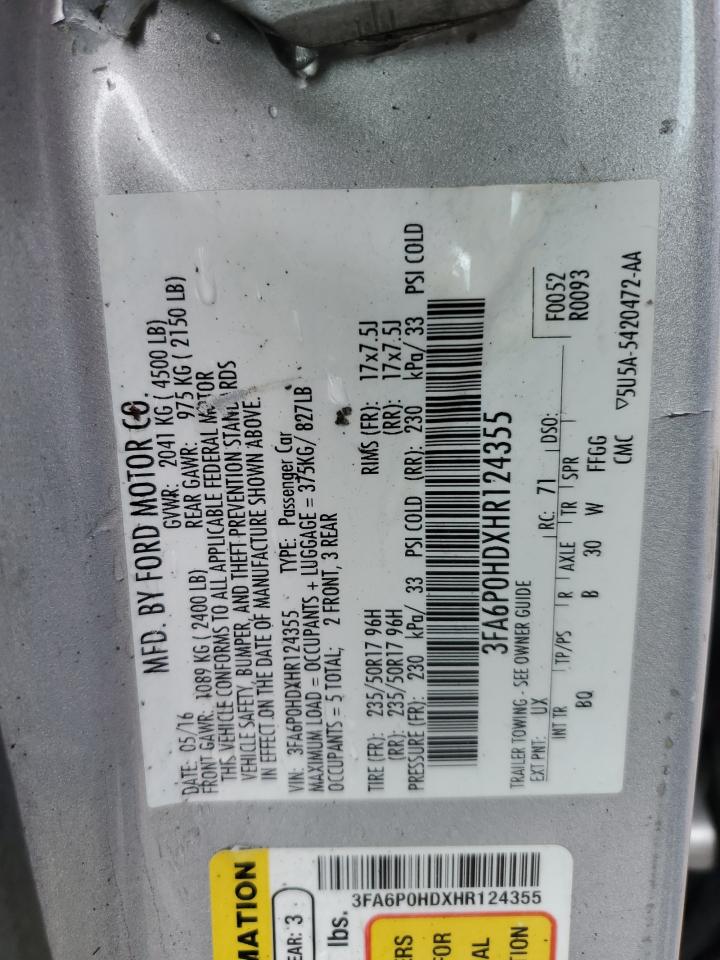 MFD. BY FORD MOTOR CO.
DATE: 05/16 GVWR: 2041 KG ( 4500 LB)
FRONT GAWR: 1089 KG ( 2400 LB) REAR GAWR: 975 KG ( 2150 LB)
THIS VEHICLE CONFORMS TO ALL APPLICABLE FEDERAL MOTOR
VEHICLE SAFETY, BUMPER, AND THEFT PREVENTION STANDARDS
IN EFFECT ON THE DATE OF MANUFACTURE SHOWN ABOVE.
VIN: 3FA6P0HDXHR124355 TYPE: Passenger Car
MAXIMUM LOAD = OCCUPANTS + LUGGAGE = 375KG/ 827LB
OCCUPANTS = 5 TOTAL; 2 FRONT, 3 REAR
TIRE (FR): 235/50R17 96H RIMS (FR): 17x7.5J
(RR): 235/50R17 96H (RR): 17x7.5J
PRESSURE (FR): 230 kPa/ 33 PSI COLD (RR): 230 kPa/ 33 PSI COLD
3FA6P0HDXHR124355
TRAILER TOWING - SEE OWNER GUIDE
F0052
EXT PNT: UX RC: 71 DSO: R0093
INT TR TP/PS R AXLE TR SPR
BQ B 30 W FFGG
CMC ▽5U5A-5420472-AA
MATION
EAR: 3
lbs.
3FA6P0HDXHR124355
ERS
FOR
AL
TION